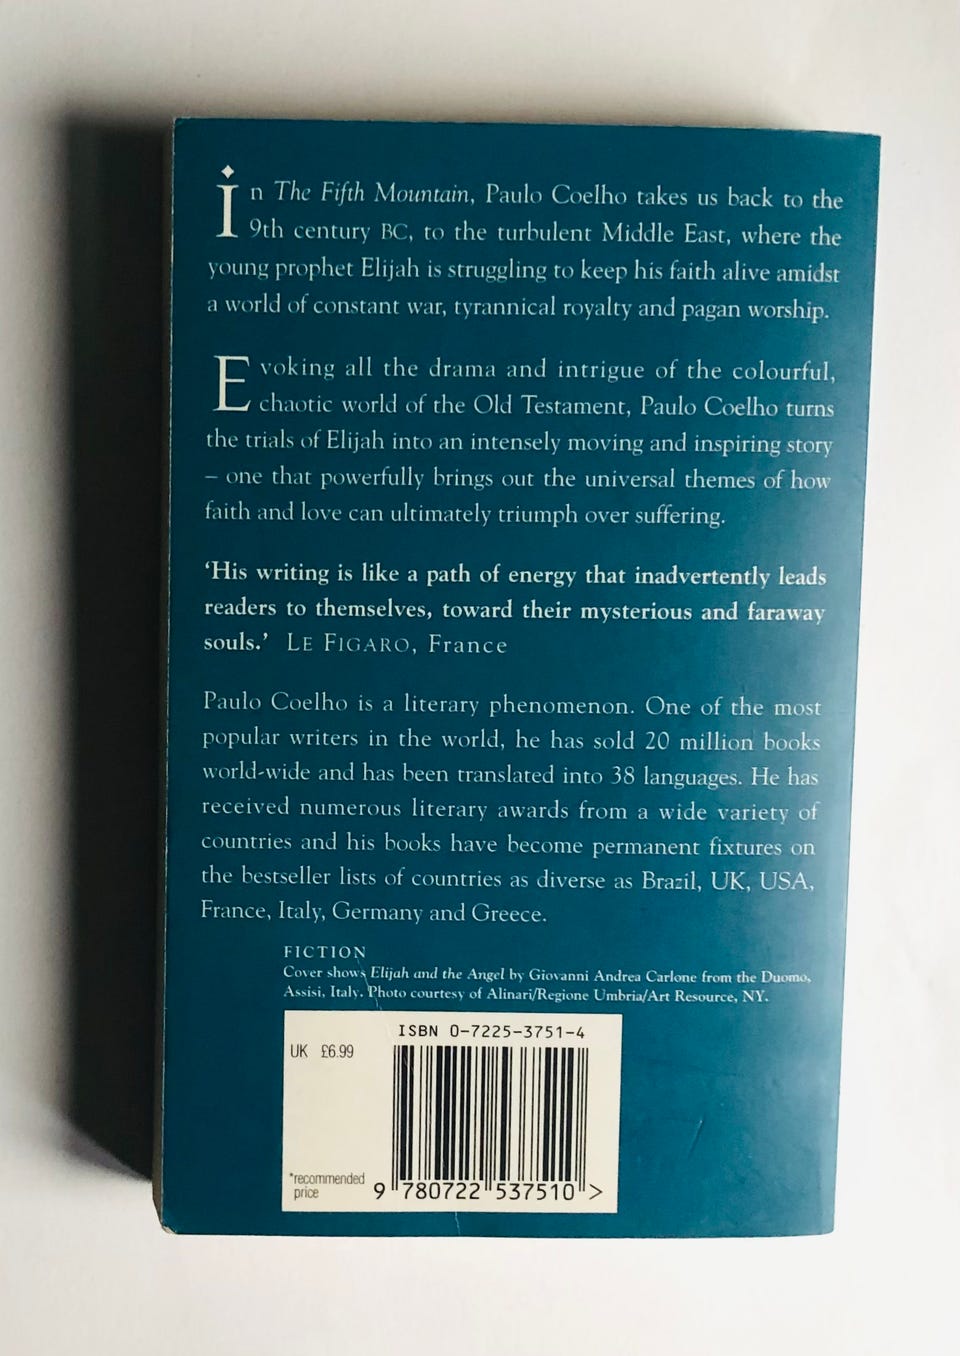 in The Fifth Mountain, Paulo Coelho takes us back to the
9th century BC, to the turbulent Middle East, where the
young prophet Elijah is struggling to keep his faith alive amidst
a world of constant war, tyrannical royalty and pagan worship.
Evoking all the drama and intrigue of the colourful,
chaotic world of the Old Testament, Paulo Coelho turns
the trials of Elijah into an intensely moving and inspiring story
– one that powerfully brings out the universal themes of how
faith and love can ultimately triumph over suffering.
‘His writing is like a path of energy that inadvertently leads
readers to themselves, toward their mysterious and faraway
souls.’ LE FIGARO, France
Paulo Coelho is a literary phenomenon. One of the most
popular writers in the world, he has sold 20 million books
world-wide and has been translated into 38 languages. He has
received numerous literary awards from a wide variety of
countries and his books have become permanent fixtures on
the bestseller lists of countries as diverse as Brazil, UK, USA,
France, Italy, Germany and Greece.
FICTION
Cover shows Elijah and the Angel by Giovanni Andrea Carlone from the Duomo,
Assisi, Italy. Photo courtesy of Alinari/Regione Umbria/Art Resource, NY.
ISBN 0-7225-3751-4
UK £6.99
*recommended
price
9 780722 537510 >